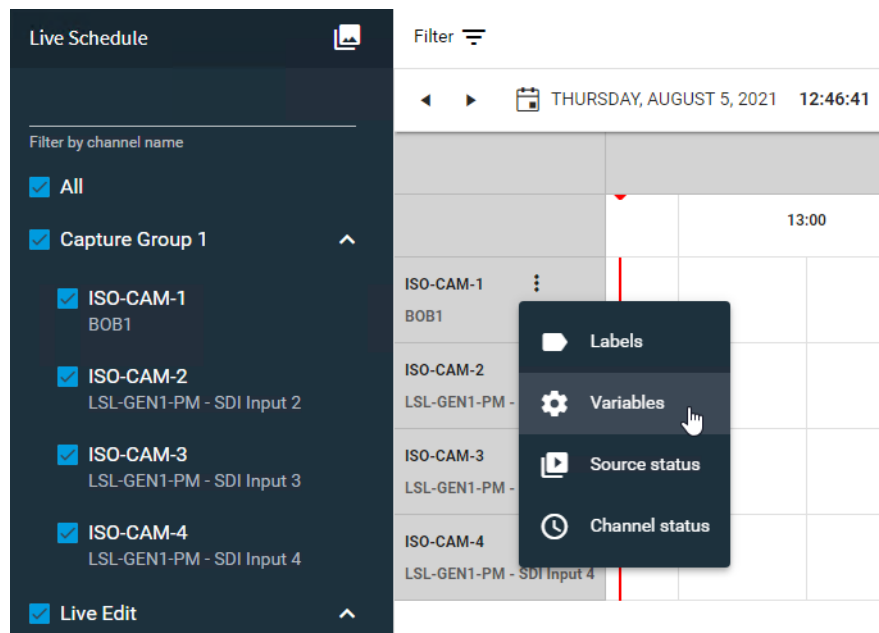 Live Schedule
Filter by channel name
All
Capture Group 1
ISO-CAM-1
BOB1
ISO-CAM-2
LSL-GEN1-PM - SDI Input 2
ISO-CAM-3
LSL-GEN1-PM - SDI Input 3
ISO-CAM-4
LSL-GEN1-PM - SDI Input 4
Live Edit
Filter
THURSDAY, AUGUST 5, 2021 12:46:41
13:00
ISO-CAM-1
BOB1
ISO-CAM-2
LSL-GEN1-PM -
ISO-CAM-3
LSL-GEN1-PM -
ISO-CAM-4
LSL-GEN1-PM - SDI Input 4
Labels
Variables
Source status
Channel status